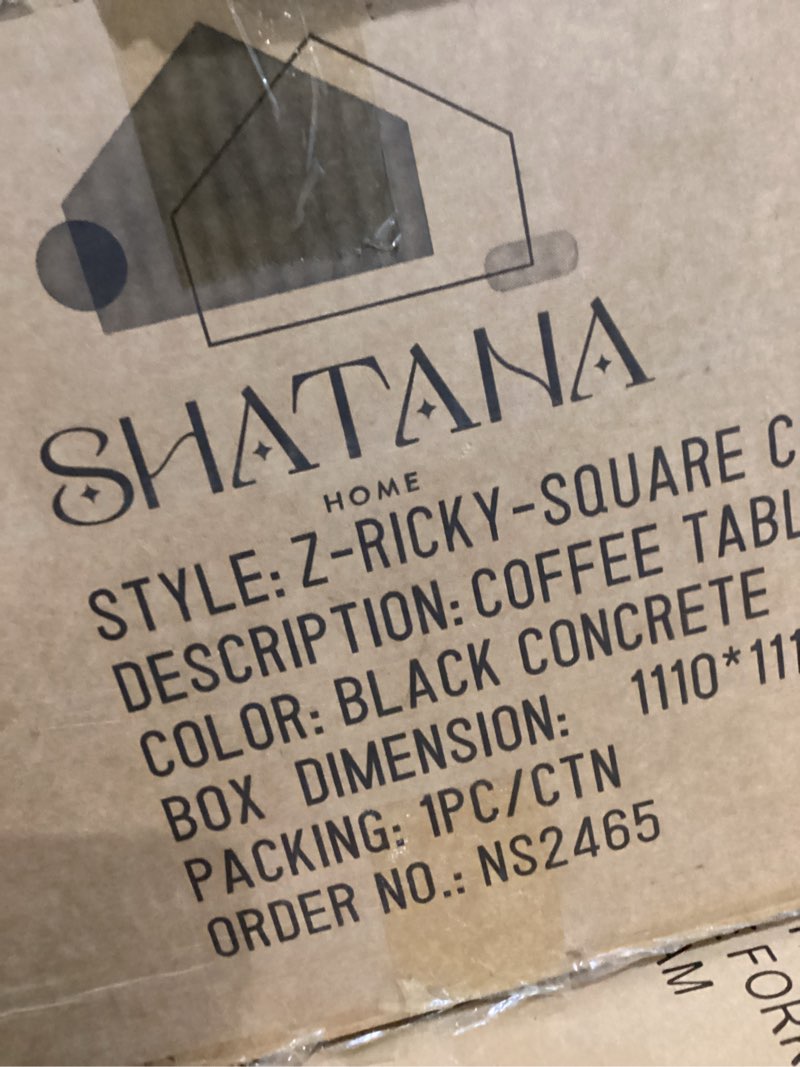 SHATANA
HOME
STYLE: Z-RICKY-SQUARE C
DESCRIPTION: COFFEE TABL
COLOR: BLACK CONCRETE
BOX DIMENSION: 1110*111
PACKING: 1PC/CTN
ORDER NO.: NS2465